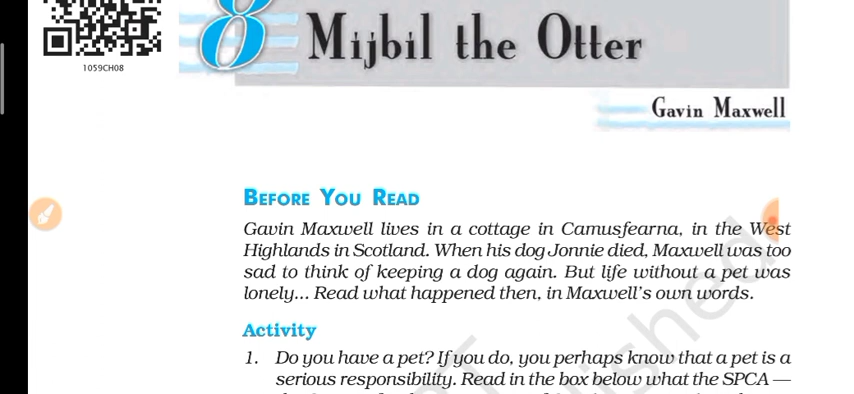 8 Mijbil the Otter
1059CH08
Gavin Maxwell
BEFORE YOU READ
Gavin Maxwell lives in a cottage in Camusfearna, in the West
Highlands in Scotland. When his dog Jonnie died, Maxwell was too
sad to think of keeping a dog again. But life without a pet was
lonely... Read what happened then, in Maxwell's own words.
Activity
1. Do you have a pet? If you do, you perhaps know that a pet is a
serious responsibility. Read in the box below what the SPCA —